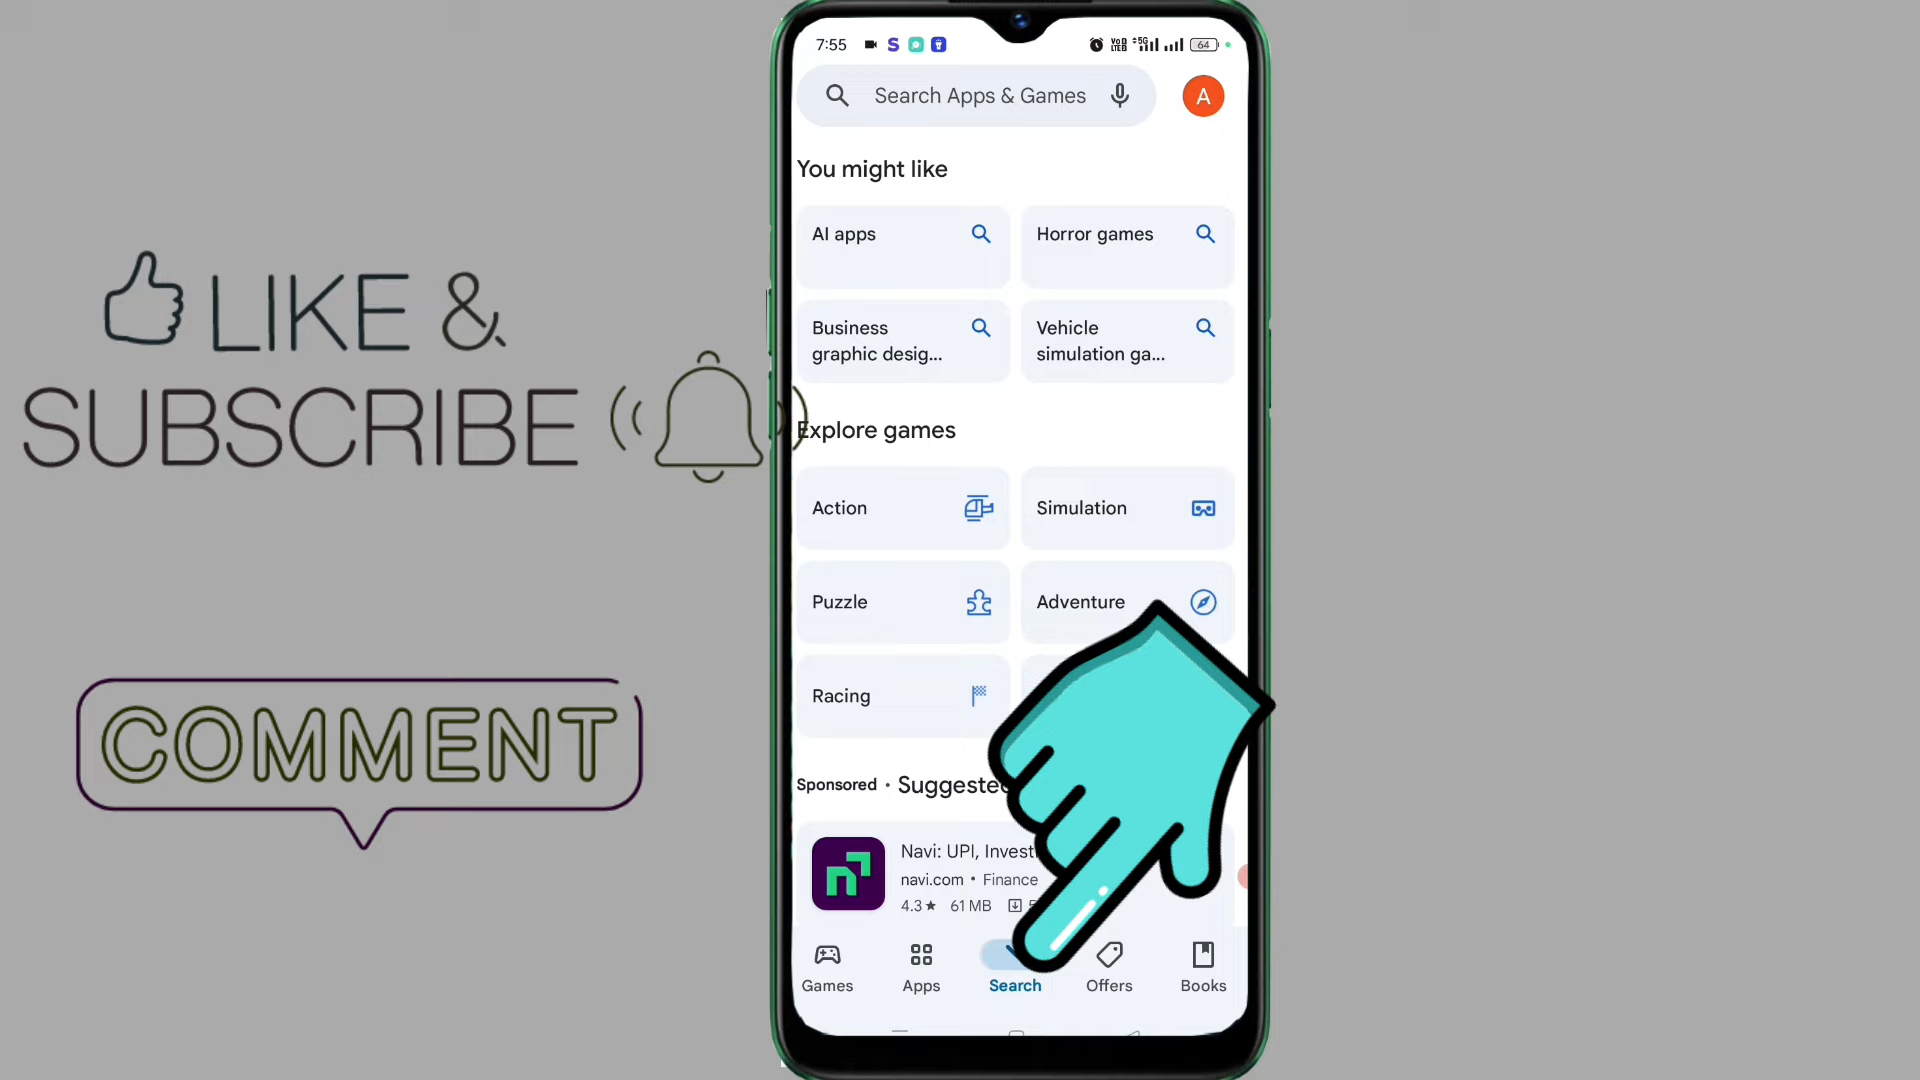 LIKE &
SUBSCRIBE
COMMENT
7:55
64
Search Apps & Games
A
You might like
AI apps
Horror games
Business
graphic desig...
Vehicle
simulation ga...
Explore games
Action
Simulation
Puzzle
Adventure
Racing
Sponsored • Suggested
Navi: UPI, Invest
navi.com • Finance
4.3★ 61 MB
Games
Apps
Search
Offers
Books